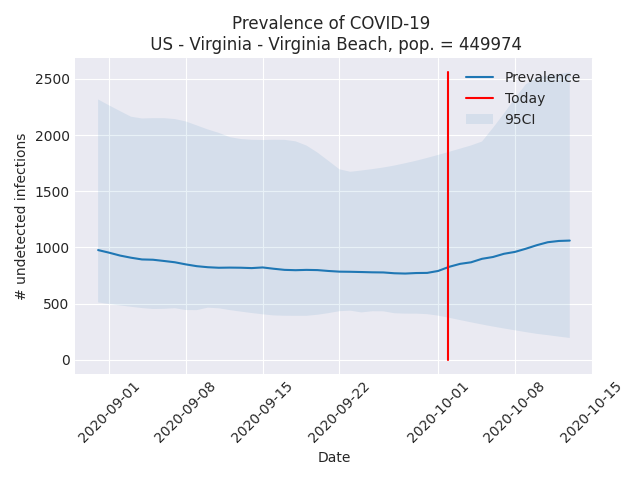 Prevalence of COVID-19
US - Virginia - Virginia Beach, pop. = 449974
Prevalence
Today
95CI
# undetected infections
2500
2000
1500
1000
500
0
2020-09-01
2020-09-08
2020-09-15
2020-09-22
2020-10-01
2020-10-08
2020-10-15
Date